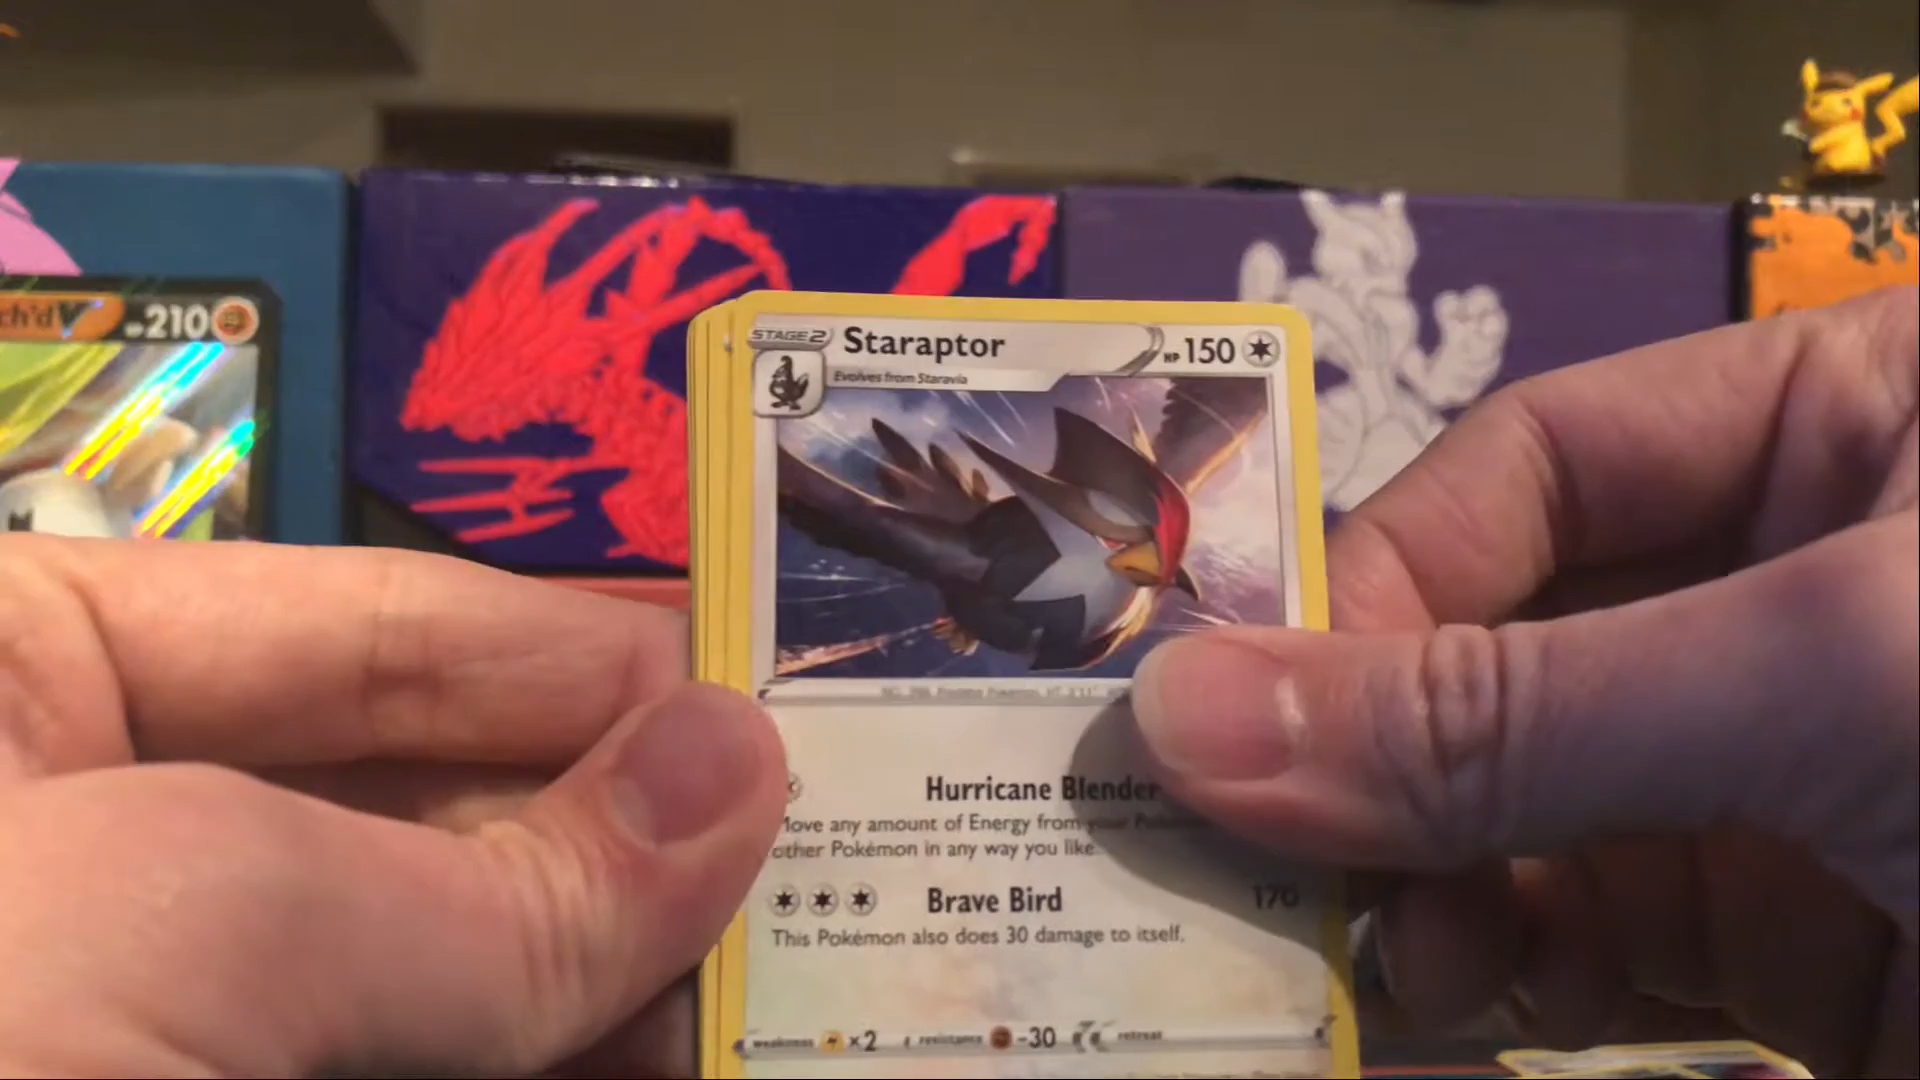 ch'd V 210
STAGE 2 Staraptor HP 150
Evolves from Staravia
Hurricane Blender
Move any amount of Energy from your
other Pokémon in any way you like.
Brave Bird 170
This Pokémon also does 30 damage to itself.
weakness ×2 resistance -30 retreat